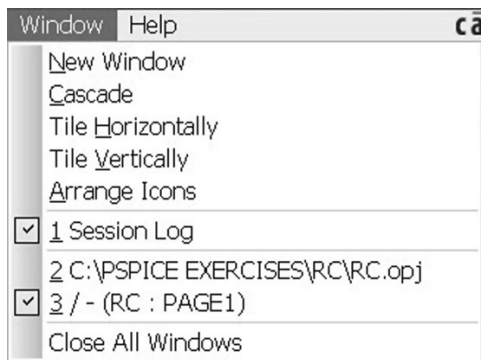 Window Help cā
New Window
Cascade
Tile Horizontally
Tile Vertically
Arrange Icons
1 Session Log
2 C:\PSPICE EXERCISES\RC\RC.opj
3 / - (RC : PAGE1)
Close All Windows